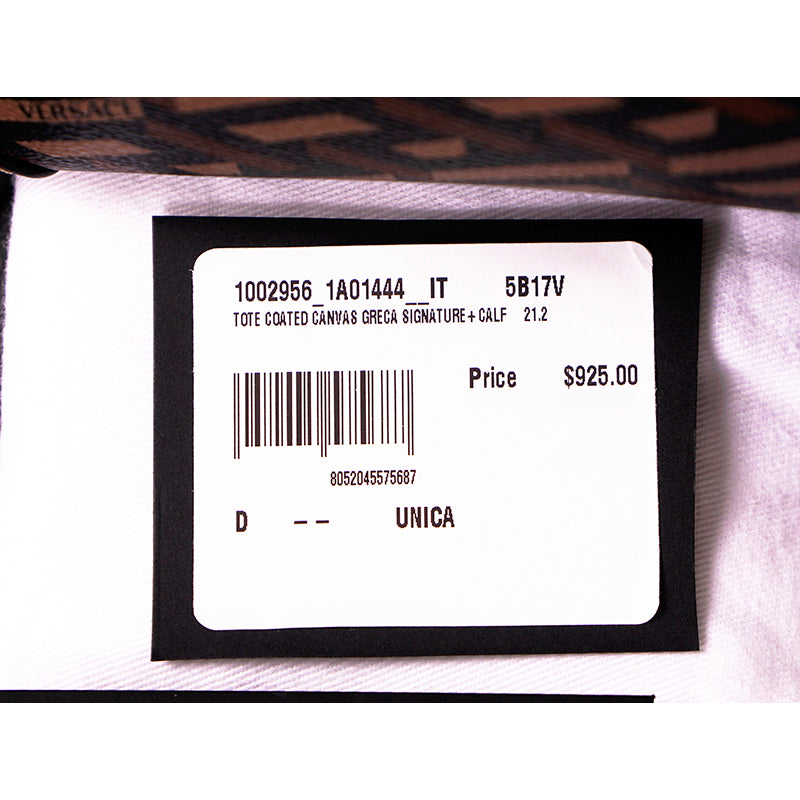 VERSACE
1002956_1A01444__IT 5B17V
TOTE COATED CANVAS GRECA SIGNATURE+CALF 21.2
Price $925.00
8052045575687
D -- UNICA